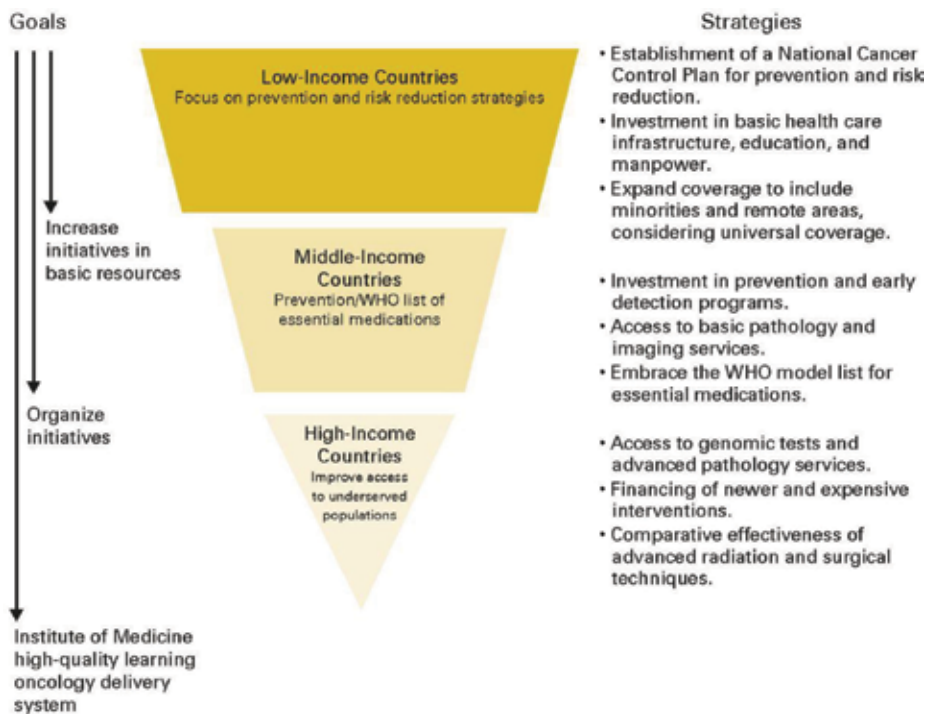 Goals
Strategies
Low-Income Countries
Focus on prevention and risk reduction strategies
Increase
initiatives in
basic resources
Middle-Income
Countries
Prevention/WHO list of
essential medications
Organize
initiatives
High-Income
Countries
Improve access
to underserved
populations
Institute of Medicine
high-quality learning
oncology delivery
system
• Establishment of a National Cancer
Control Plan for prevention and risk
reduction.
• Investment in basic health care
infrastructure, education, and
manpower.
• Expand coverage to include
minorities and remote areas,
considering universal coverage.
• Investment in prevention and early
detection programs.
• Access to basic pathology and
imaging services.
• Embrace the WHO model list for
essential medications.
• Access to genomic tests and
advanced pathology services.
• Financing of newer and expensive
interventions.
• Comparative effectiveness of
advanced radiation and surgical
techniques.